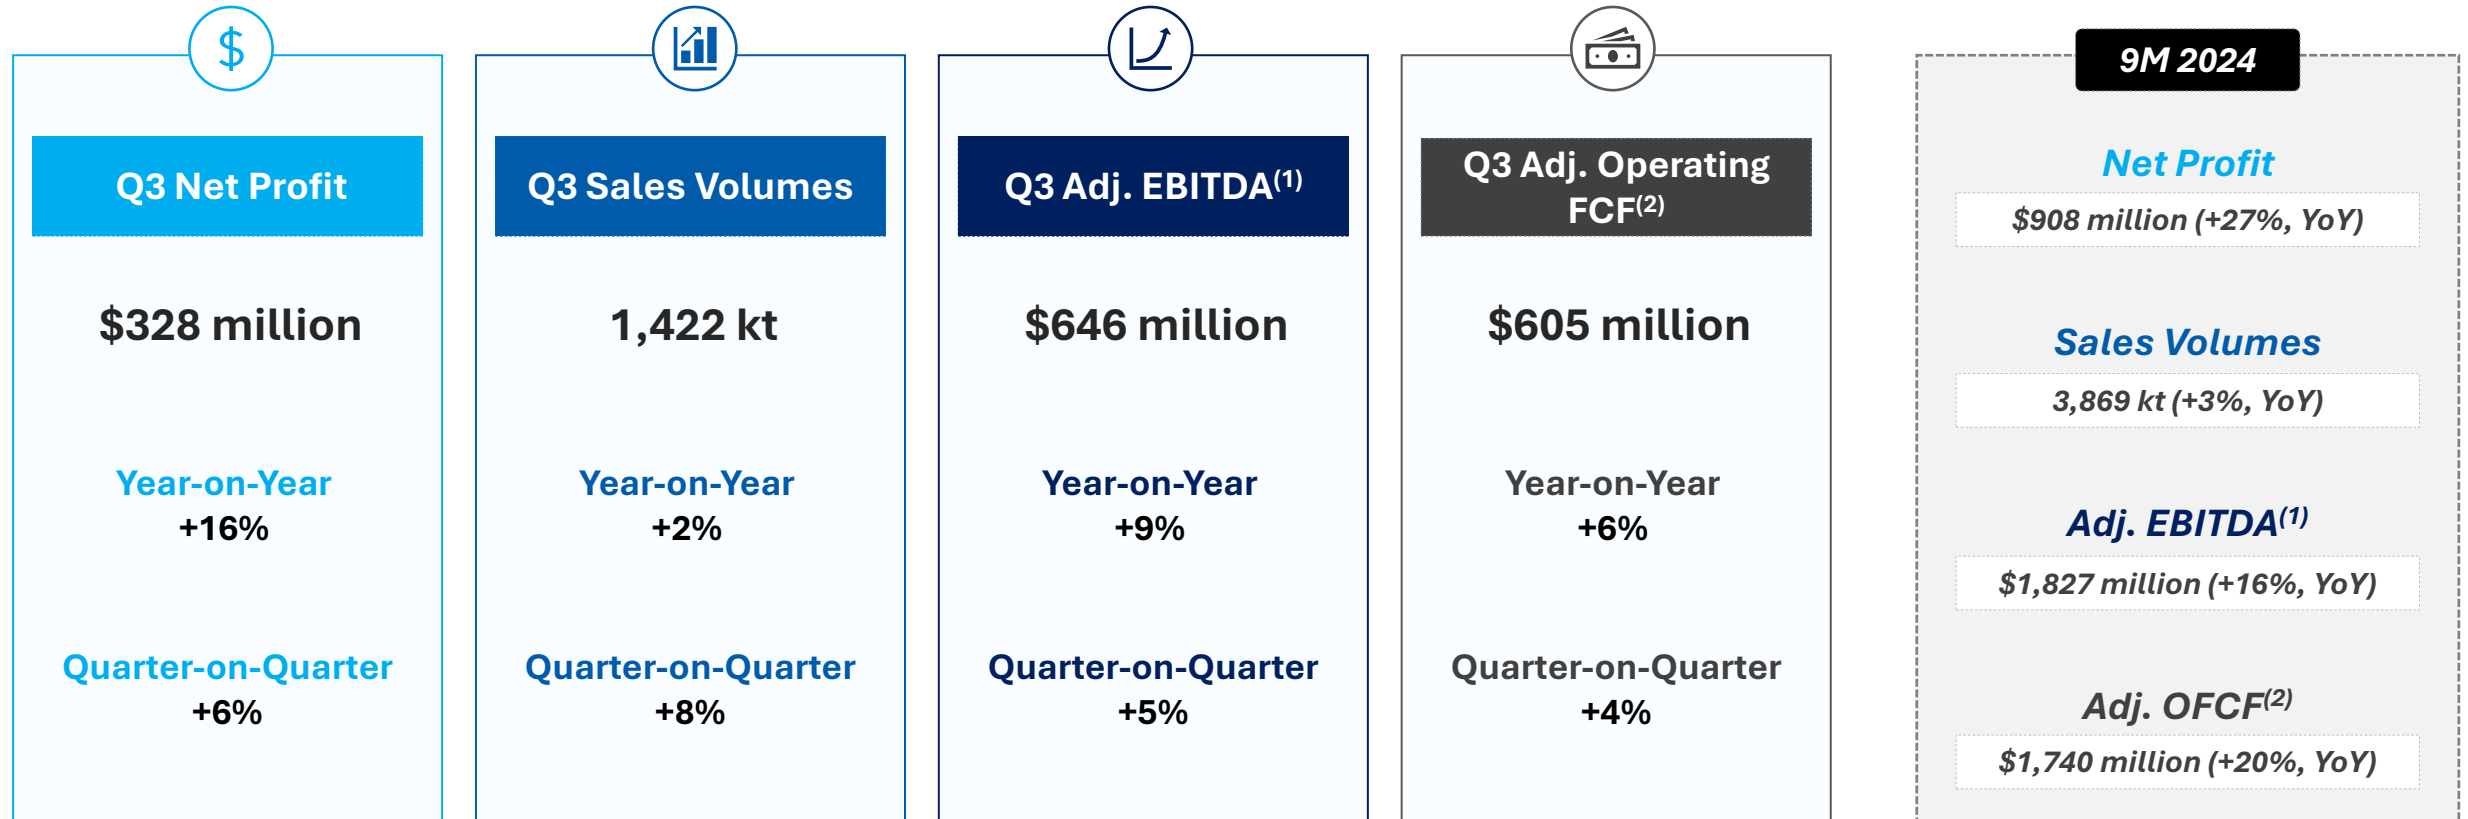 $
Q3 Net Profit
$328 million
Year-on-Year
+16%
Quarter-on-Quarter
+6%
Q3 Sales Volumes
1,422 kt
Year-on-Year
+2%
Quarter-on-Quarter
+8%
Q3 Adj. EBITDA(1)
$646 million
Year-on-Year
+9%
Quarter-on-Quarter
+5%
Q3 Adj. Operating
FCF(2)
$605 million
Year-on-Year
+6%
Quarter-on-Quarter
+4%
9M 2024
Net Profit
$908 million (+27%, YoY)
Sales Volumes
3,869 kt (+3%, YoY)
Adj. EBITDA(1)
$1,827 million (+16%, YoY)
Adj. OFCF(2)
$1,740 million (+20%, YoY)